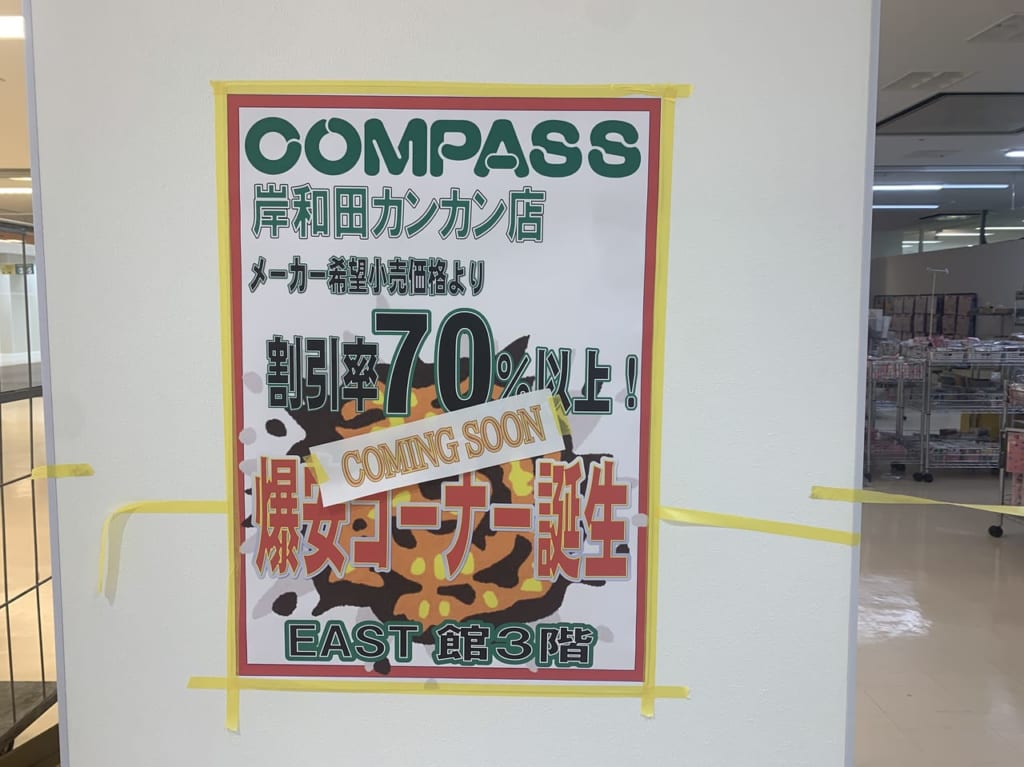 COMPASS
岸和田カンカン店
メーカー希望小売価格より
割引率70%以上!
COMING SOON
爆安コーナー誕生
EAST 館3階